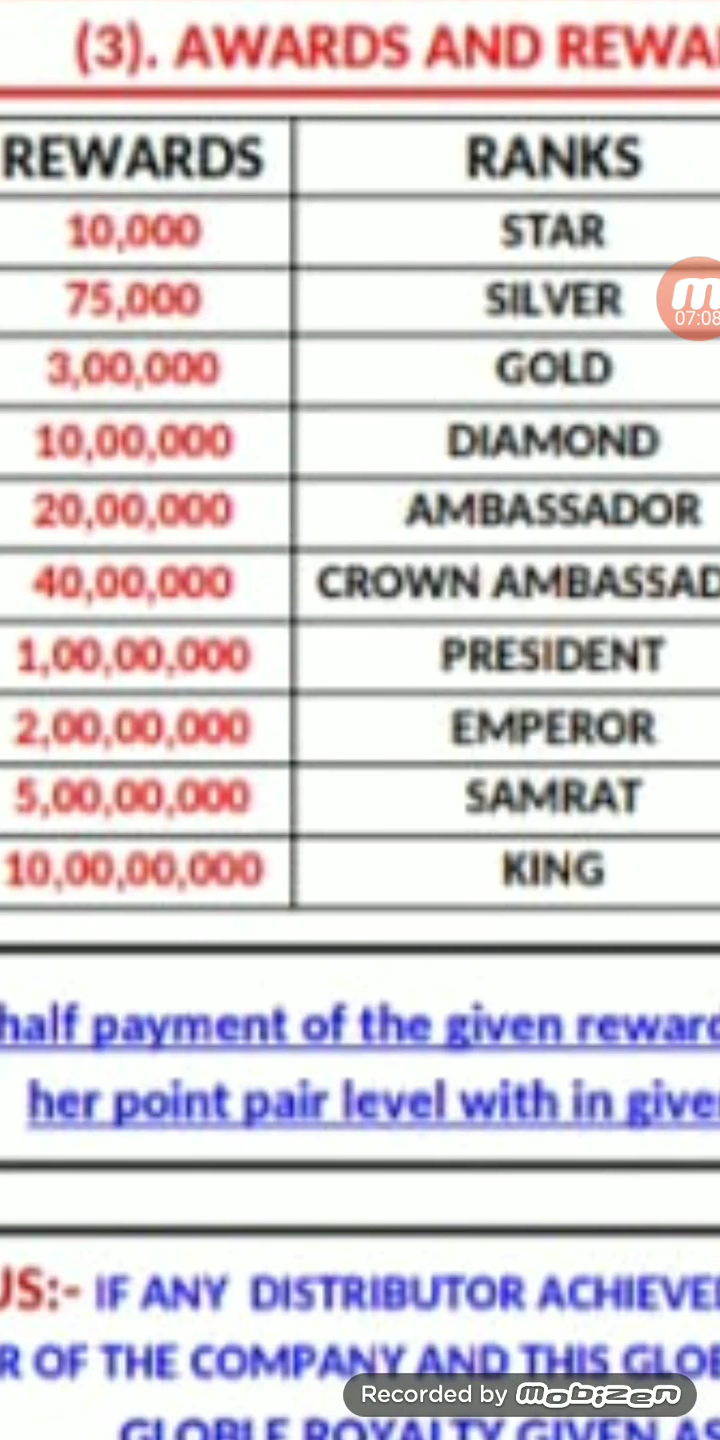 (3). AWARDS AND REWA
REWARDS RANKS
10,000 STAR
75,000 SILVER
07:08
3,00,000 GOLD
10,00,000 DIAMOND
20,00,000 AMBASSADOR
40,00,000 CROWN AMBASSAD
1,00,00,000 PRESIDENT
2,00,00,000 EMPEROR
5,00,00,000 SAMRAT
10,00,00,000 KING
half payment of the given reward
her point pair level with in give
US:- IF ANY DISTRIBUTOR ACHIEVE
R OF THE COMPANY AND THIS GLOB
Recorded by mobizen
GLOBLE ROYALTY GIVEN AS